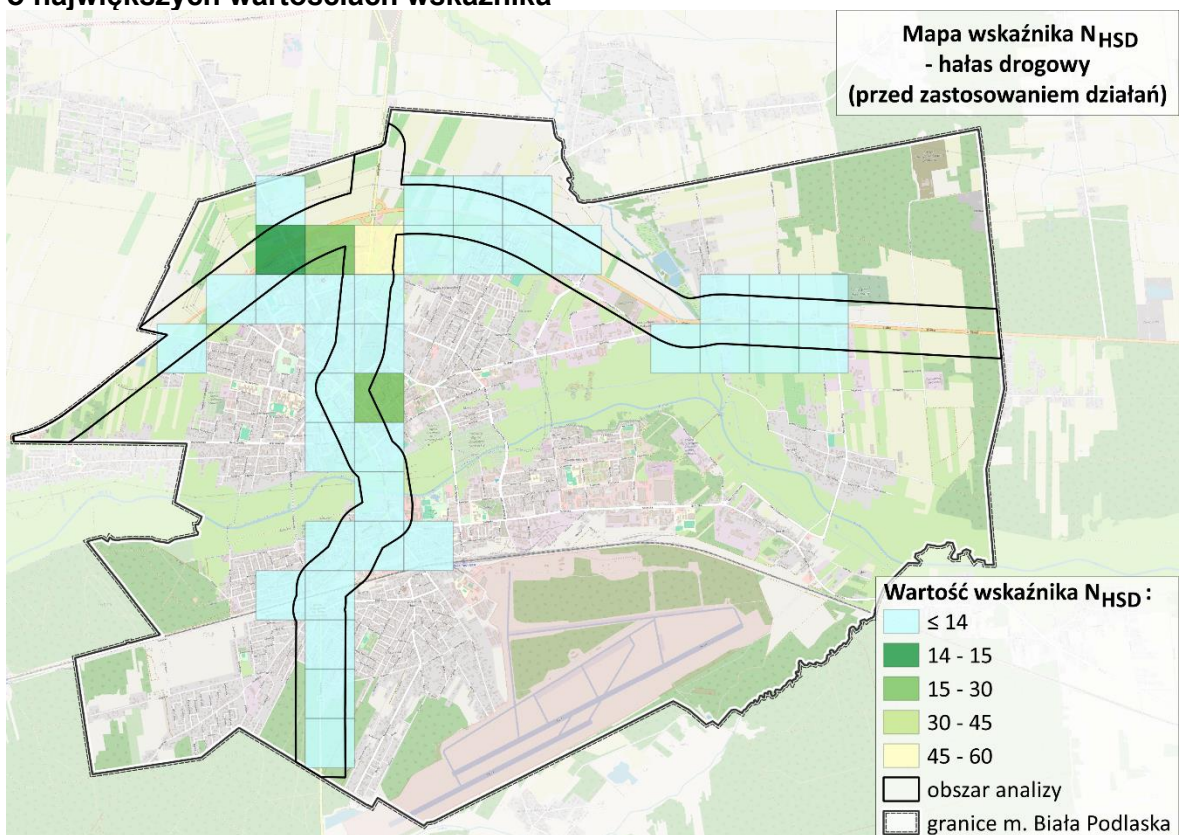 o największych wartościach wskaźnika
Mapa wskaźnika NHSD
- hałas drogowy
(przed zastosowaniem działań)
Wartość wskaźnika NHSD :
≤ 14
14 - 15
15 - 30
30 - 45
45 - 60
obszar analizy
granice m. Biała Podlaska